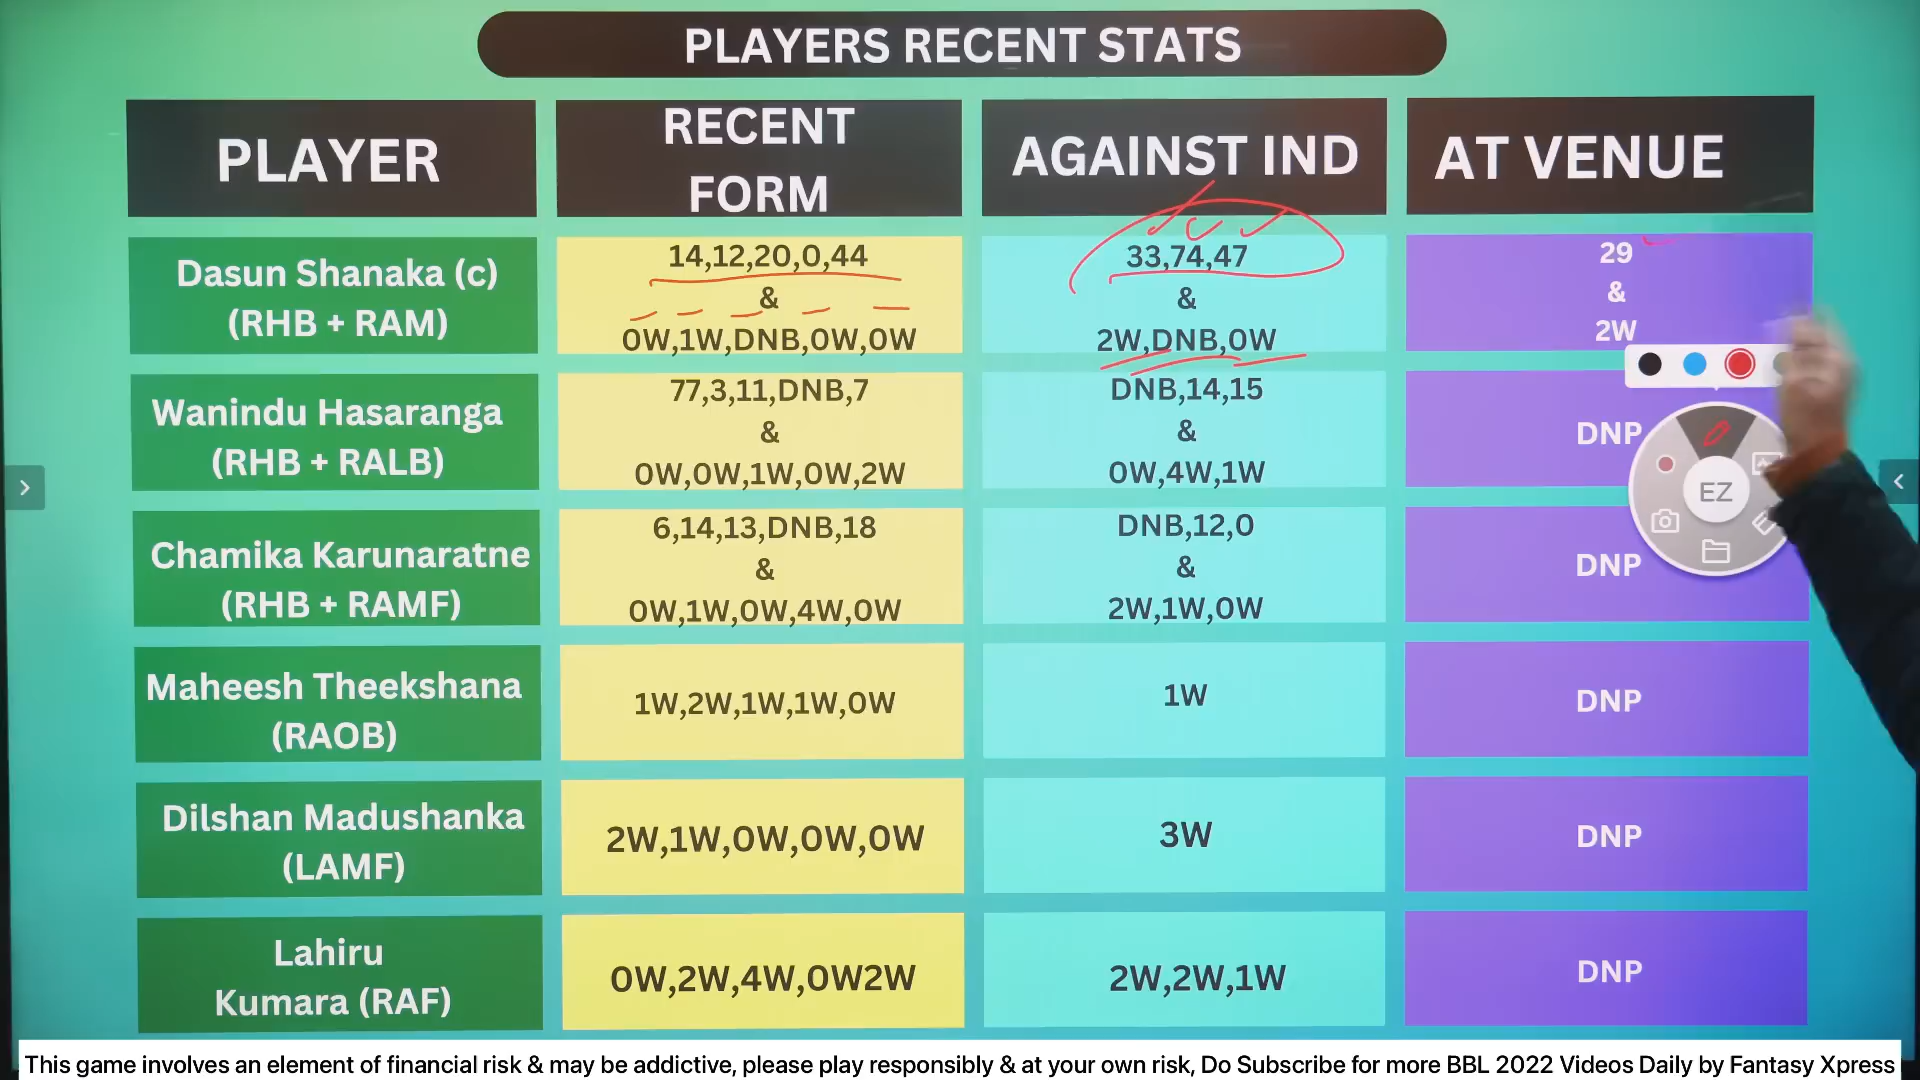 PLAYERS RECENT STATS
PLAYER
RECENT
FORM
AGAINST IND
AT VENUE
Dasun Shanaka (c)
(RHB + RAM)
14,12,20,0,44
&
0W,1W,DNB,0W,0W
33,74,47
&
2W,DNB,0W
29
&
2W
Wanindu Hasaranga
(RHB + RALB)
77,3,11,DNB,7
&
0W,0W,1W,0W,2W
DNB,14,15
&
0W,4W,1W
DNP
Chamika Karunaratne
(RHB + RAMF)
6,14,13,DNB,18
&
0W,1W,0W,4W,0W
DNB,12,0
&
2W,1W,0W
DNP
EZ
Maheesh Theekshana
(RAOB)
1W,2W,1W,1W,0W
1W
DNP
Dilshan Madushanka
(LAMF)
2W,1W,0W,0W,0W
3W
DNP
Lahiru
Kumara (RAF)
0W,2W,4W,0W2W
2W,2W,1W
DNP
This game involves an element of financial risk & may be addictive, please play responsibly & at your own risk, Do Subscribe for more BBL 2022 Videos Daily by Fantasy Xpress